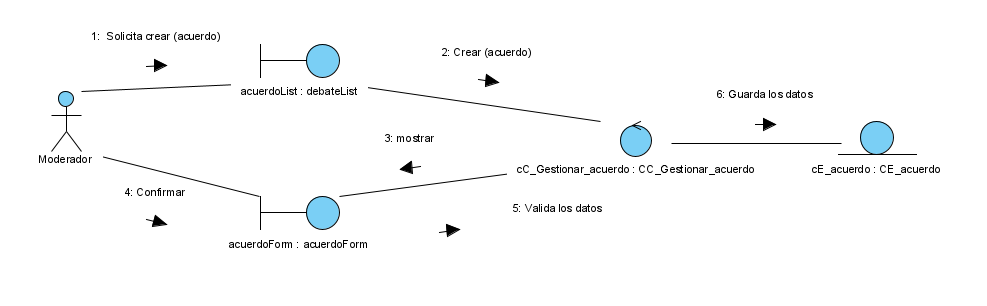 1: Solicita crear (acuerdo)
2: Crear (acuerdo)
acuerdoList : debateList
6: Guarda los datos
3: mostrar
Moderador
cC_Gestionar_acuerdo : CC_Gestionar_acuerdo
cE_acuerdo : CE_acuerdo
4: Confirmar
5: Valida los datos
acuerdoForm : acuerdoForm